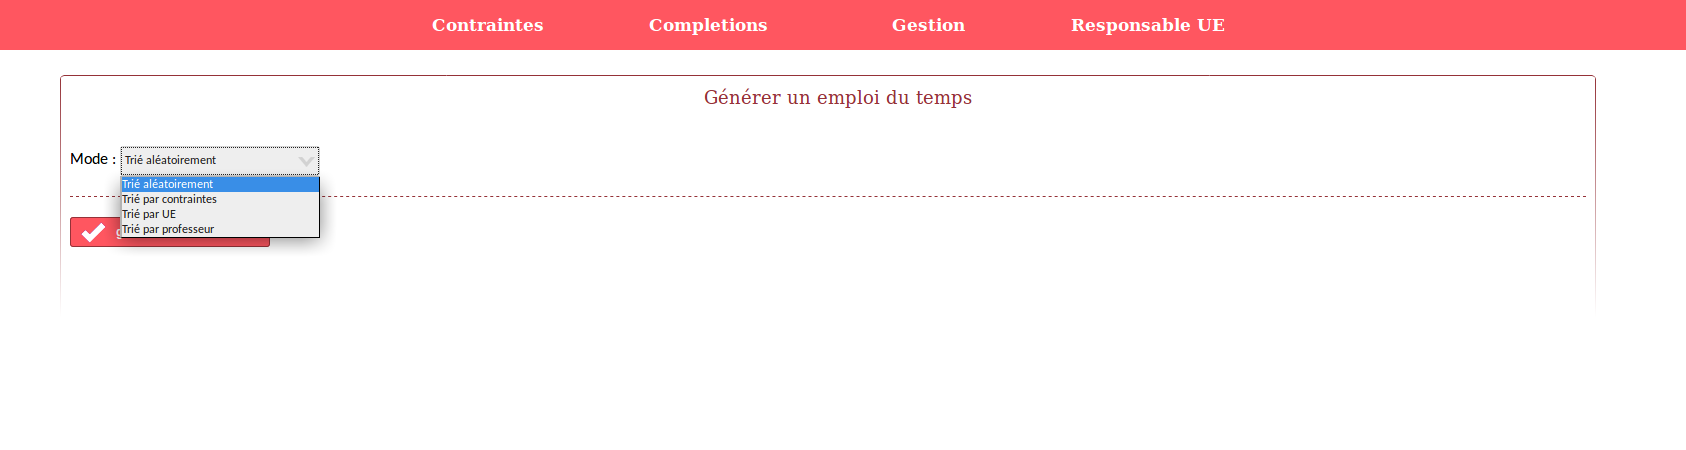 Contraintes Completions Gestion Responsable UE
Générer un emploi du temps
Mode : Trié aléatoirement
Trié aléatoirement
Trié par contraintes
Trié par UE
Trié par professeur